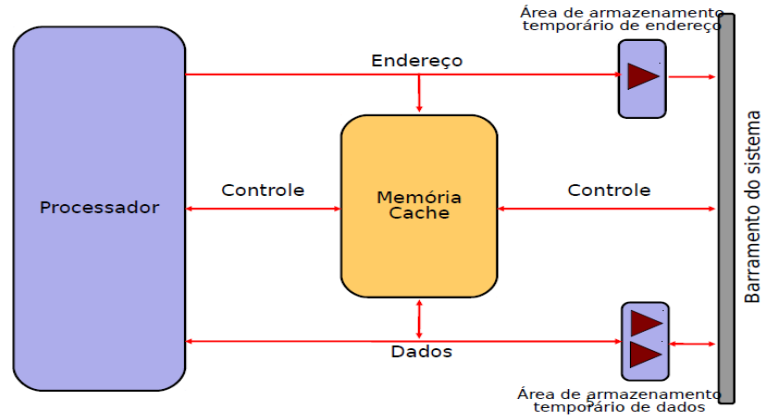 Área de armazenamento
temporário de endereço
Endereço
Processador
Controle
Memória
Cache
Controle
Barramento do sistema
Dados
Área de armazenamento
temporário de dados